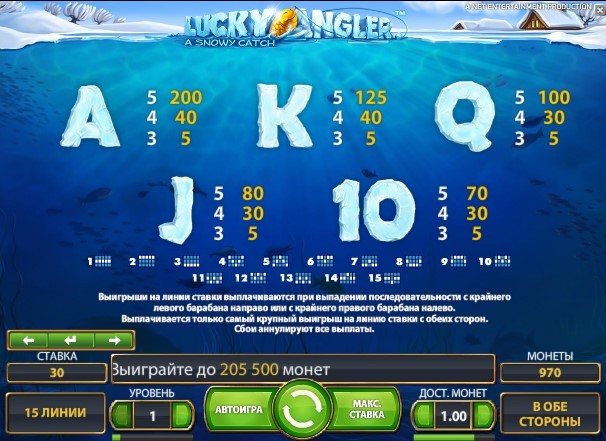 A NET ENTERTAINMENT PRODUCTION
LUCKY ANGLER™
A SNOWY CATCH
A 5 200 K 5 125 Q 5 100
4 40 4 40 4 30
3 5 3 5 3 5
J 5 80 10 5 70
4 30 4 30
3 5 3 5
1 2 3 4 5 6 7 8 9 10
11 12 13 14 15
Выигрыши на линии ставки выплачиваются при выпадении последовательности с крайнего
левого барабана направо или с крайнего правого барабана налево.
Выплачивается только самый крупный выигрыш на линию ставки с обеих сторон.
Сбои аннулируют все выплаты.
СТАВКА
30
Выиграйте до 205 500 монет
МОНЕТЫ
970
15 ЛИНИИ
УРОВЕНЬ
1
АВТОИГРА
МАКС.
СТАВКА
ДОСТ. МОНЕТ
1.00
В ОБЕ
СТОРОНЫ